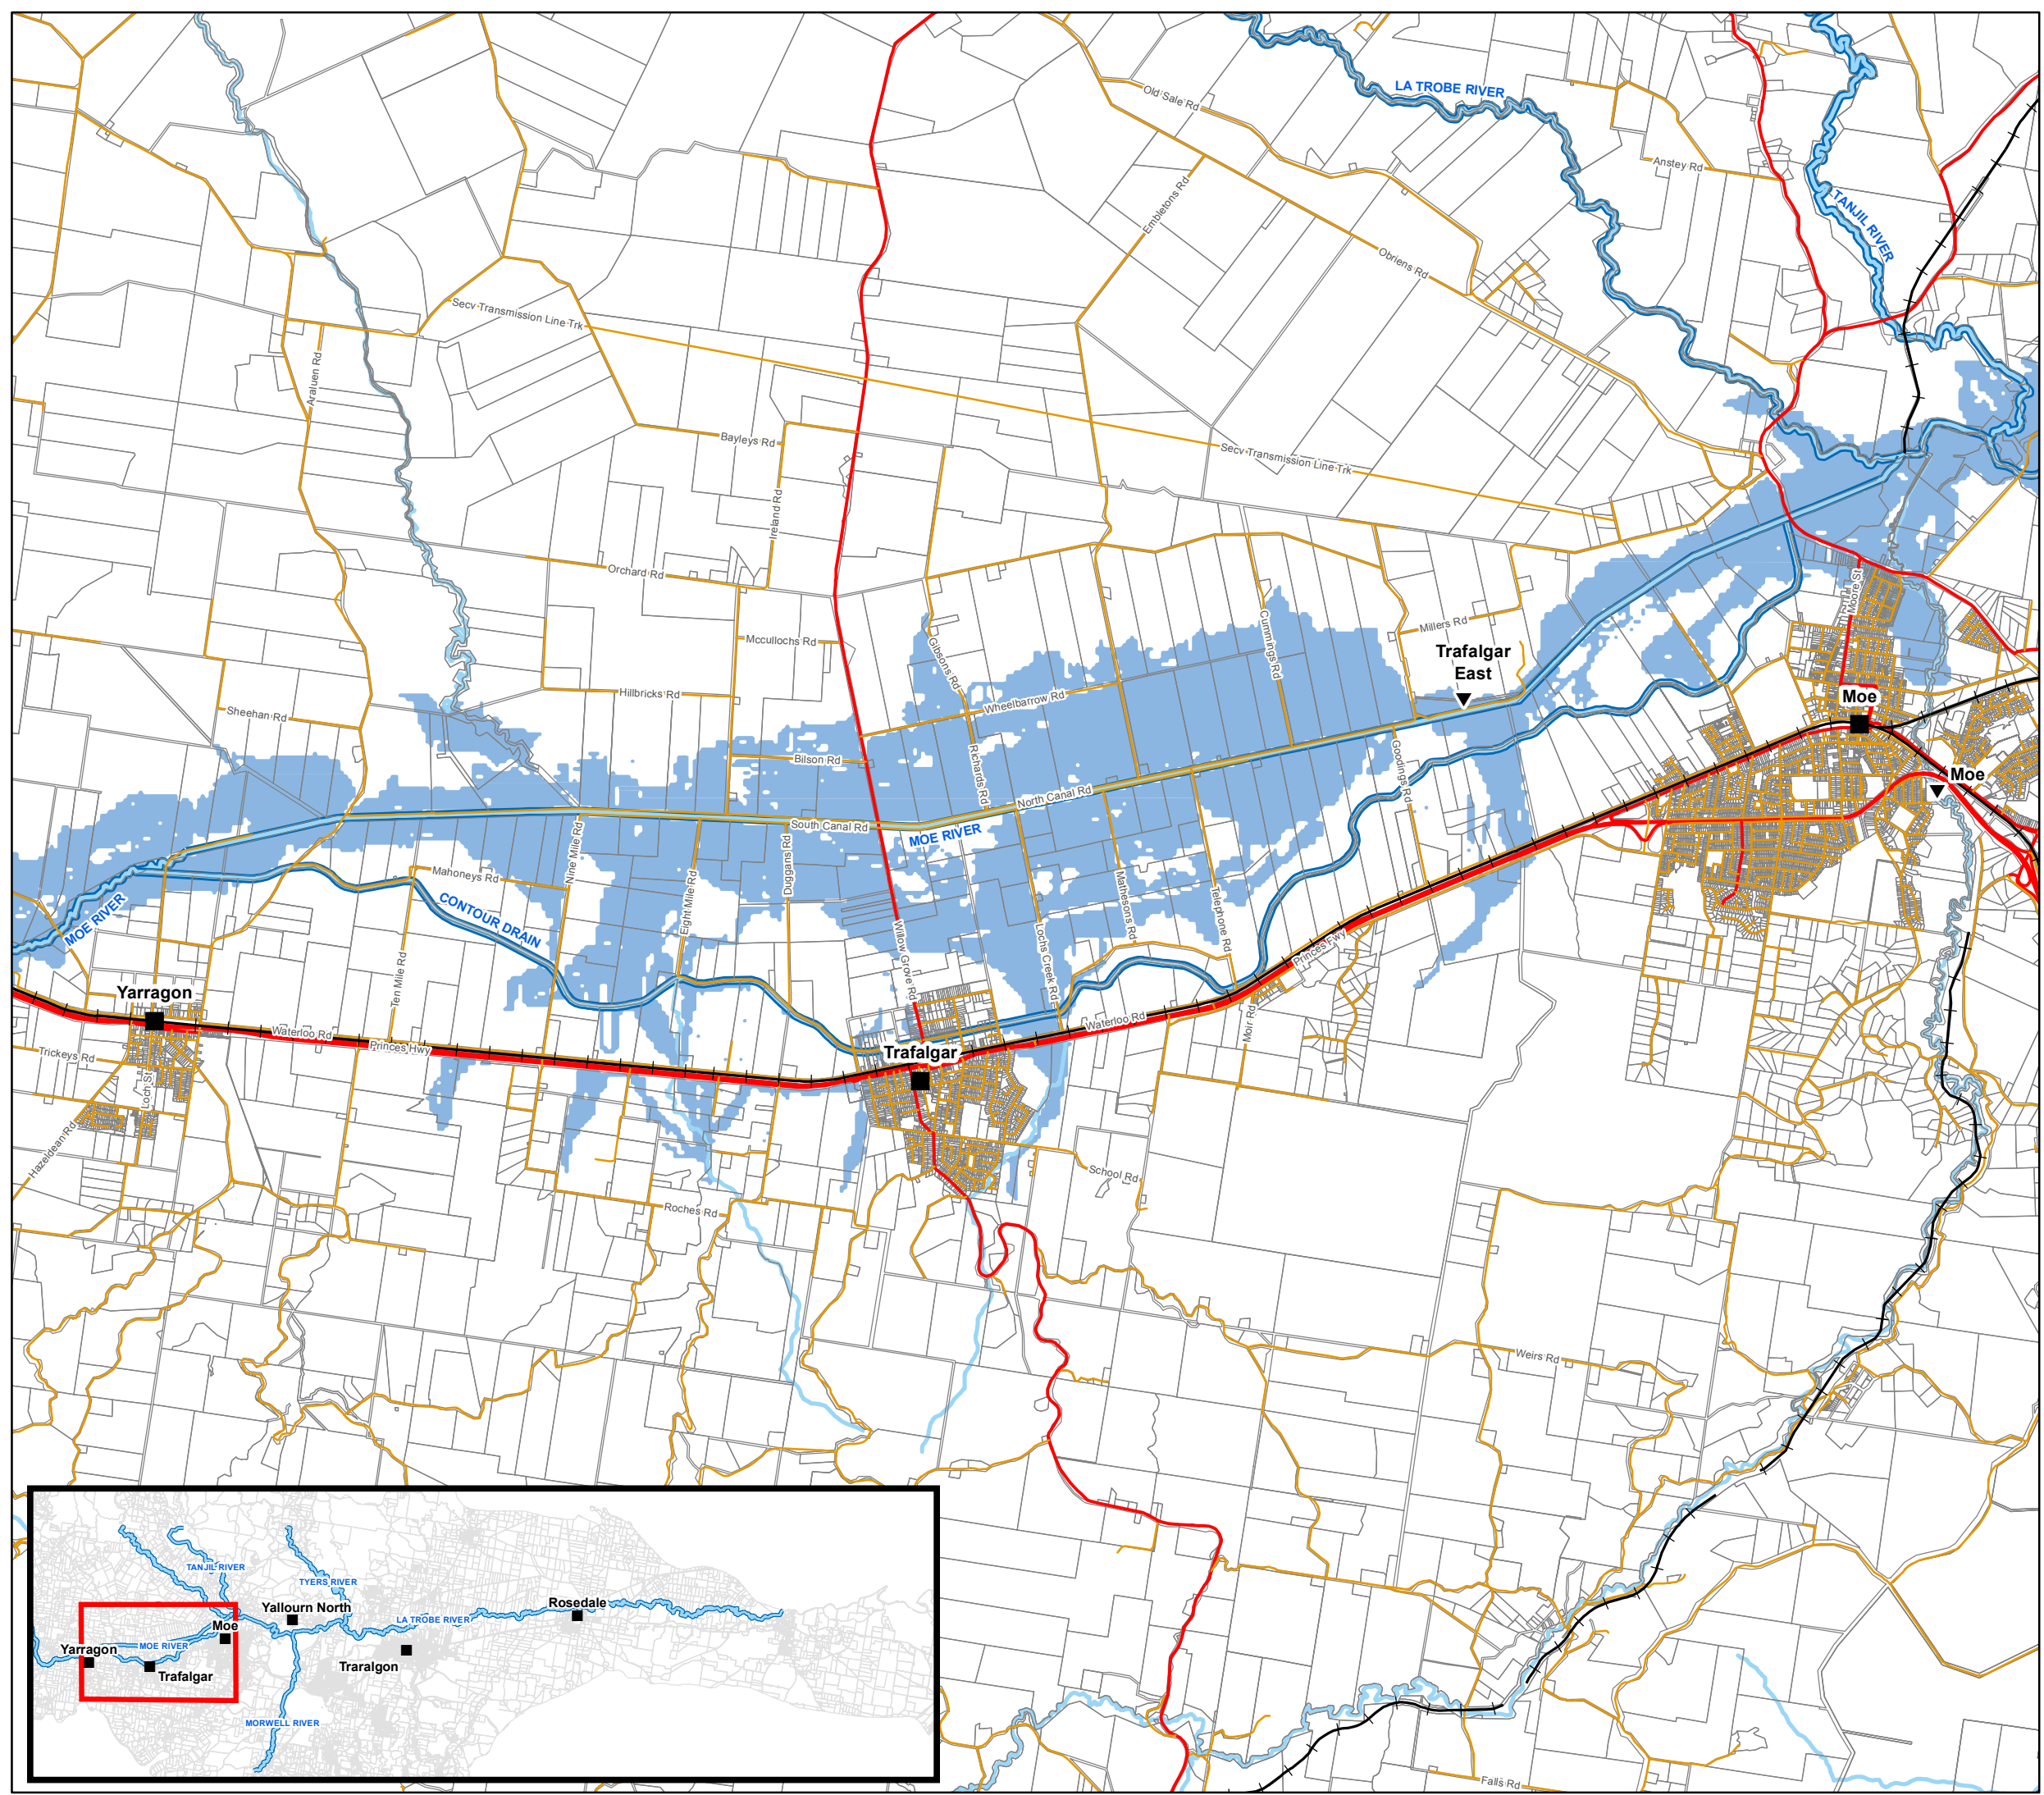 LA TROBE RIVER
Old Sale Rd
Anstey Rd
TANJIL RIVER
Embletons Rd
Obriens Rd
Secv Transmission Line Trk
Araluen Rd
Bayleys Rd
Secv Transmission Line Trk
Ireland Rd
Orchard Rd
Moore St
Mccullochs Rd
Gibsons Rd
Cummings Rd
Millers Rd
Trafalgar
East
Hillbricks Rd
Wheelbarrow Rd
Moe
Sheehan Rd
Bilson Rd
Richards Rd
Goodings Rd
Moe
North Canal Rd
South Canal Rd
MOE RIVER
Nine Mile Rd
Duggans Rd
Mahoneys Rd
Eight Mile Rd
Mathesons Rd
Telephone Rd
MOE RIVER
CONTOUR DRAIN
Willow Grove Rd
Lochs Creek Rd
Princes Fwy
Ten Mile Rd
Yarragon
Waterloo Rd
Waterloo Rd
Moir Rd
Princes Hwy
Trickeys Rd
Trafalgar
Loch St
Hazeldean Rd
School Rd
Roches Rd
Weirs Rd
TANJIL RIVER
TYERS RIVER
Yallourn North
Rosedale
LA TROBE RIVER
Moe
Yarragon
MOE RIVER
Trafalgar
Traralgon
MORWELL RIVER
Falls Rd